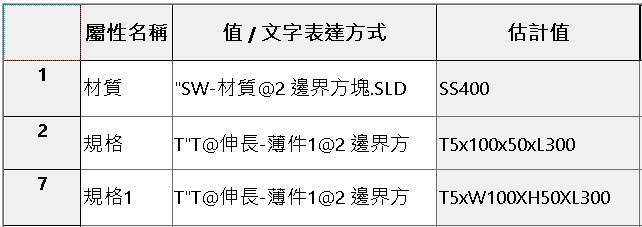 屬性名稱 值 / 文字表達方式 估計值
1 材質 "SW-材質@2 邊界方塊.SLD SS400
2 規格 T"T@伸長-薄件1@2 邊界方 T5x100x50xL300
7 規格1 T"T@伸長-薄件1@2 邊界方 T5xW100XH50XL300